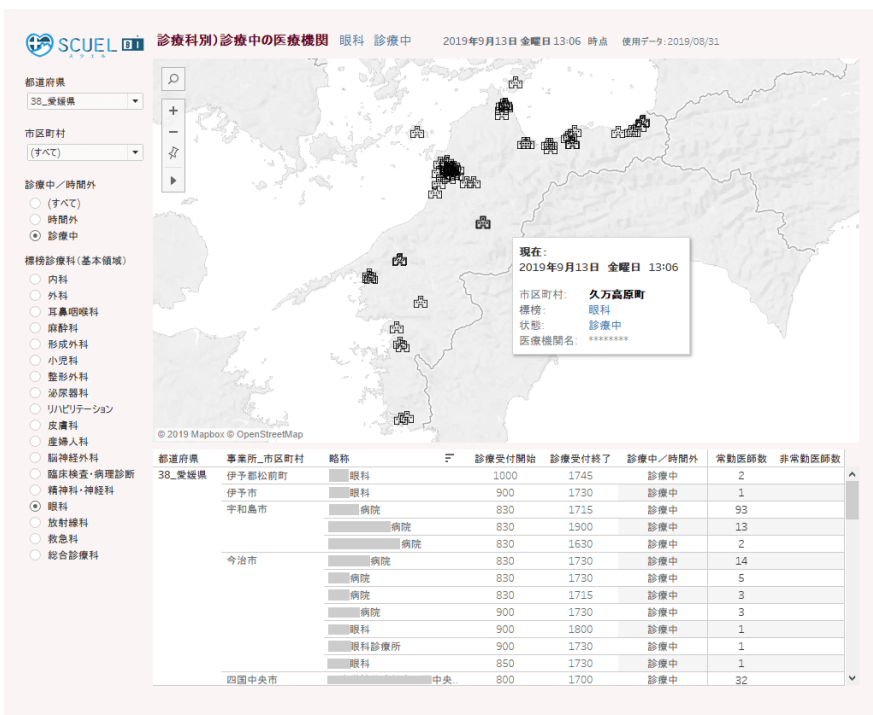 SCUEL BI
スクエル
診療科別）診療中の医療機関 眼科 診療中 2019年9月13日 金曜日 13:06 時点 使用データ:2019/08/31
都道府県
38_愛媛県
市区町村
(すべて)
診療中／時間外
(すべて)
時間外
診療中
標榜診療科(基本領域)
内科
外科
耳鼻咽喉科
麻酔科
形成外科
小児科
整形外科
泌尿器科
リハビリテーション
皮膚科
産婦人科
脳神経外科
臨床検査・病理診断
精神科・神経科
眼科
放射線科
救急科
総合診療科
現在:
2019年9月13日 金曜日 13:06
市区町村: 久万高原町
標榜: 眼科
状態: 診療中
医療機関名: ********
© 2019 Mapbox © OpenStreetMap
都道府県 事業所_市区町村 略称 診療受付開始 診療受付終了 診療中／時間外 常勤医師数 非常勤医師数
38_愛媛県 伊予郡松前町 眼科 1000 1745 診療中 2
伊予市 眼科 900 1730 診療中 1
宇和島市 病院 830 1715 診療中 93
病院 830 1900 診療中 13
病院 830 1630 診療中 2
今治市 病院 830 1730 診療中 14
病院 830 1730 診療中 5
病院 830 1715 診療中 3
病院 900 1730 診療中 3
眼科 900 1800 診療中 1
眼科診療所 900 1730 診療中 1
眼科 850 1730 診療中 1
四国中央市 中央.. 800 1700 診療中 32